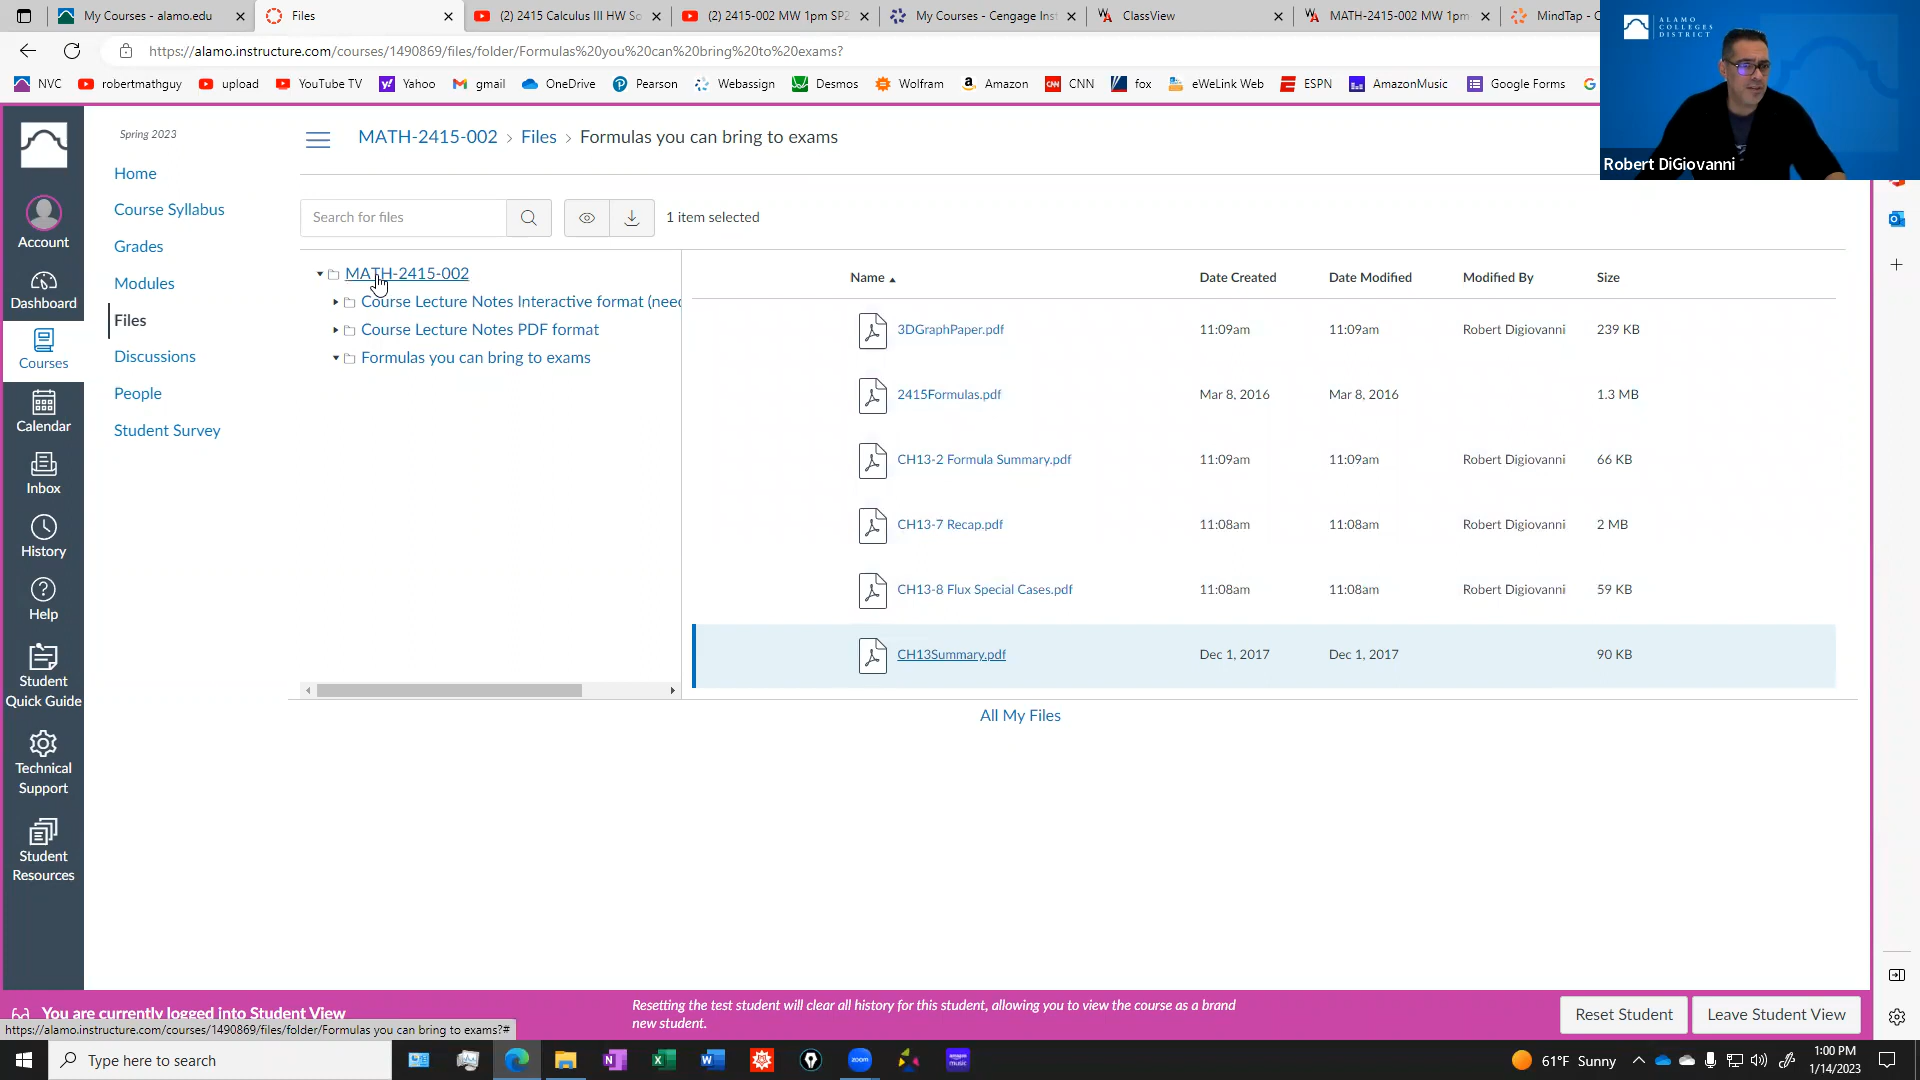 My Courses - alamo.edu
Files
(2) 2415 Calculus III HW Sc
(2) 2415-002 MW 1pm SP2
My Courses - Cengage Inst
ClassView
MATH-2415-002 MW 1pm
MindTap - C
https://alamo.instructure.com/courses/1490869/files/folder/Formulas%20you%20can%20bring%20to%20exams?
NVC
robertmathguy
upload
YouTube TV
Yahoo
gmail
OneDrive
Pearson
Webassign
Desmos
Wolfram
Amazon
CNN
fox
eWeLink Web
ESPN
AmazonMusic
Google Forms
ALAMO
COLLEGES
DISTRICT
Robert DiGiovanni
Account
Dashboard
Courses
Calendar
Inbox
History
Help
Student
Quick Guide
Technical
Support
Student
Resources
Spring 2023
Home
Course Syllabus
Grades
Modules
Files
Discussions
People
Student Survey
MATH-2415-002 › Files › Formulas you can bring to exams
Search for files
1 item selected
MATH-2415-002
Course Lecture Notes Interactive format (need
Course Lecture Notes PDF format
Formulas you can bring to exams
Name Date Created Date Modified Modified By Size
3DGraphPaper.pdf 11:09am 11:09am Robert Digiovanni 239 KB
2415Formulas.pdf Mar 8, 2016 Mar 8, 2016 1.3 MB
CH13-2 Formula Summary.pdf 11:09am 11:09am Robert Digiovanni 66 KB
CH13-7 Recap.pdf 11:08am 11:08am Robert Digiovanni 2 MB
CH13-8 Flux Special Cases.pdf 11:08am 11:08am Robert Digiovanni 59 KB
CH13Summary.pdf Dec 1, 2017 Dec 1, 2017 90 KB
All My Files
You are currently logged into Student View
Resetting the test student will clear all history for this student, allowing you to view the course as a brand
new student.
Reset Student
Leave Student View
https://alamo.instructure.com/courses/1490869/files/folder/Formulas you can bring to exams?#
Type here to search
zoom
amazon
music
61°F Sunny
1:00 PM
1/14/2023